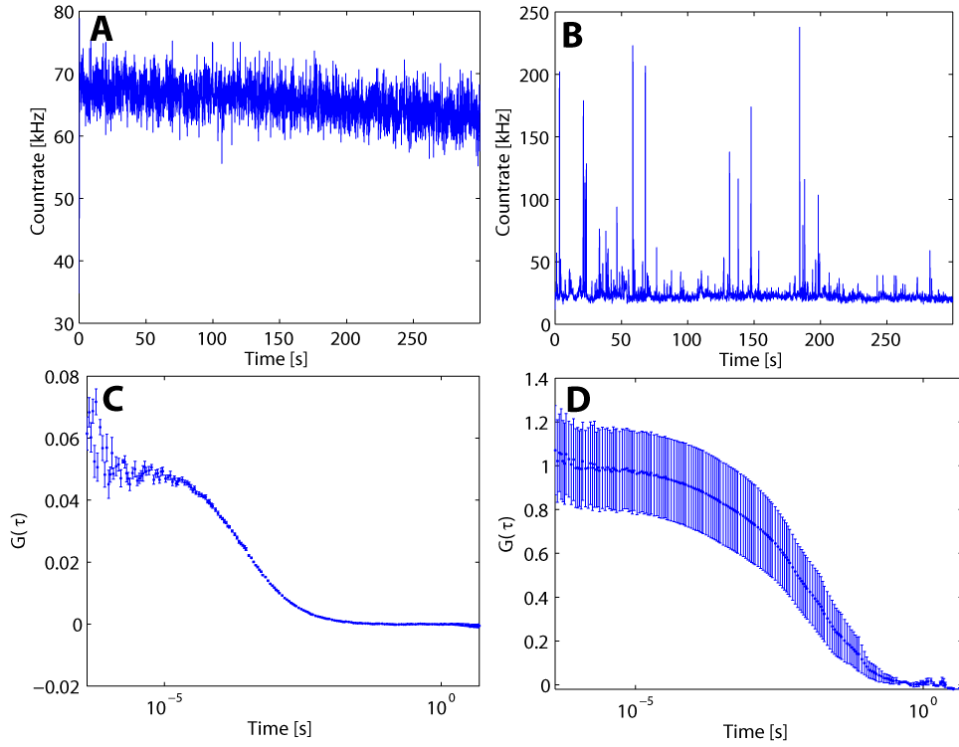 A
80
70
60
50
40
30
Countrate [kHz]
0 50 100 150 200 250
Time [s]
B
250
200
150
100
50
0
Countrate [kHz]
0 50 100 150 200 250
Time [s]
C
0.08
0.06
0.04
0.02
0
−0.02
G(τ)
10⁻⁵ 10⁰
Time [s]
D
1.4
1.2
1
0.8
0.6
0.4
0.2
0
G(τ)
10⁻⁵ 10⁰
Time [s]